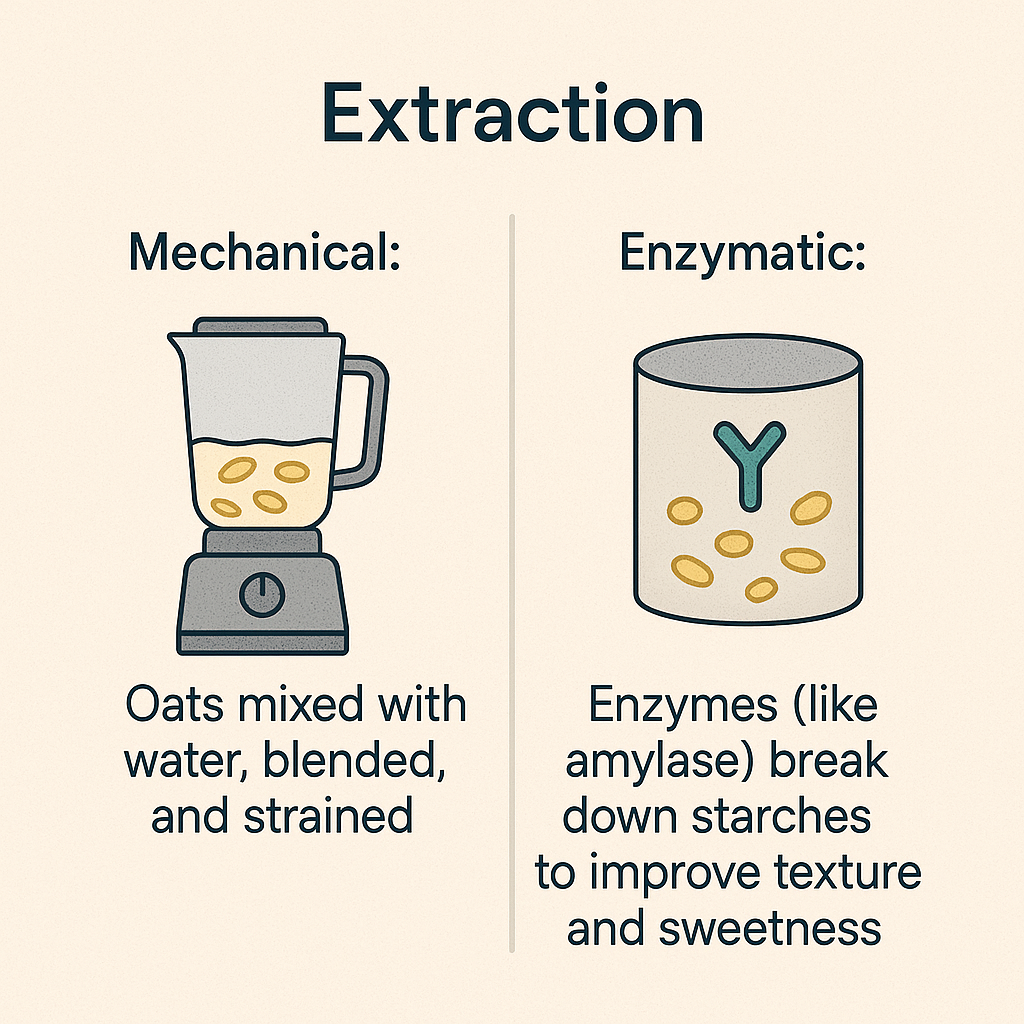 Extraction
Mechanical:
Oats mixed with
water, blended,
and strained
Enzymatic:
Y
Enzymes (like
amylase) break
down starches
to improve texture
and sweetness